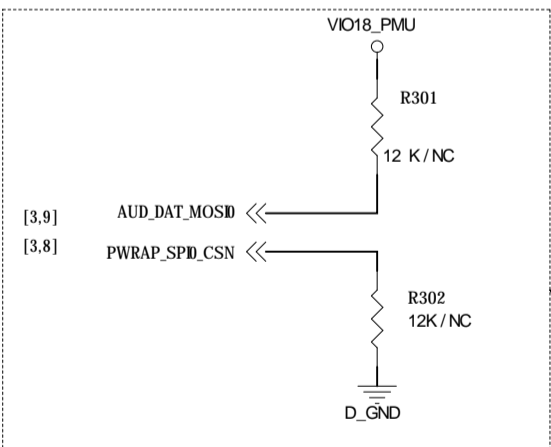 VIO18_PMU
R301
12 K/NC
[3,9] AUD_DAT_MOSI0
[3,8] PWRAP_SPI0_CSN
R302
12K/NC
D_GND